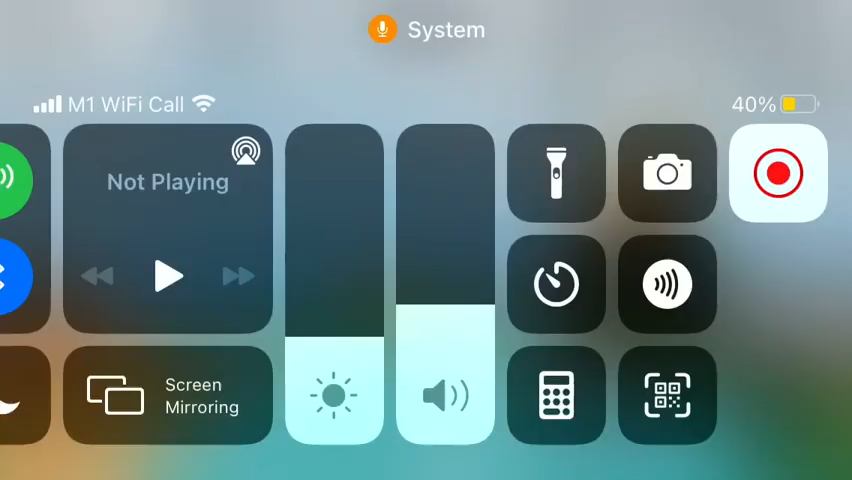 System
M1 WiFi Call
40%
Not Playing
Screen
Mirroring